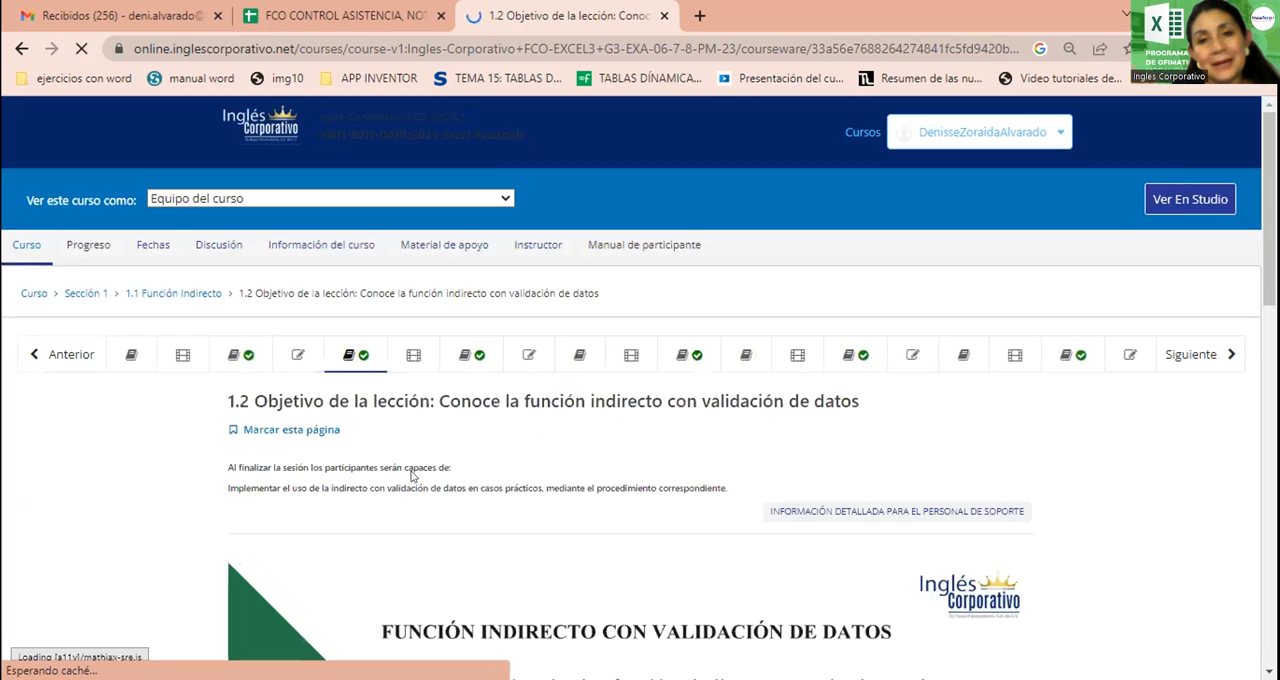 Recibidos (256) - deni.alvarado@
FCO CONTROL ASISTENCIA, NOT
1.2 Objetivo de la lección: Conoc
online.inglescorporativo.net/courses/course-v1:Ingles-Corporativo+FCO-EXCEL3+G3-EXA-06-7-8-PM-23/courseware/33a56e7688264274841fc5fd9420b...
ejercicios con word
manual word
img10
APP INVENTOR
TEMA 15: TABLAS D...
TABLAS DÍNAMICA...
Presentación del cu...
Resumen de las nu...
Video tutoriales de...
PROGRAMA
DE OFIMATI
Ingles Corporativo
Inglés
Corporativo
Cursos
DenisseZoraidaAlvarado
Ver este curso como:
Equipo del curso
Ver En Studio
Curso
Progreso
Fechas
Discusión
Información del curso
Material de apoyo
Instructor
Manual de participante
Curso > Sección 1 > 1.1 Función Indirecto > 1.2 Objetivo de la lección: Conoce la función indirecto con validación de datos
Anterior
Siguiente
1.2 Objetivo de la lección: Conoce la función indirecto con validación de datos
Marcar esta página
Al finalizar la sesión los participantes serán capaces de:
Implementar el uso de la indirecto con validación de datos en casos prácticos, mediante el procedimiento correspondiente.
INFORMACIÓN DETALLADA PARA EL PERSONAL DE SOPORTE
Inglés
Corporativo
FUNCIÓN INDIRECTO CON VALIDACIÓN DE DATOS
Loading [a11y]/mathjax-sre.js
Esperando caché...